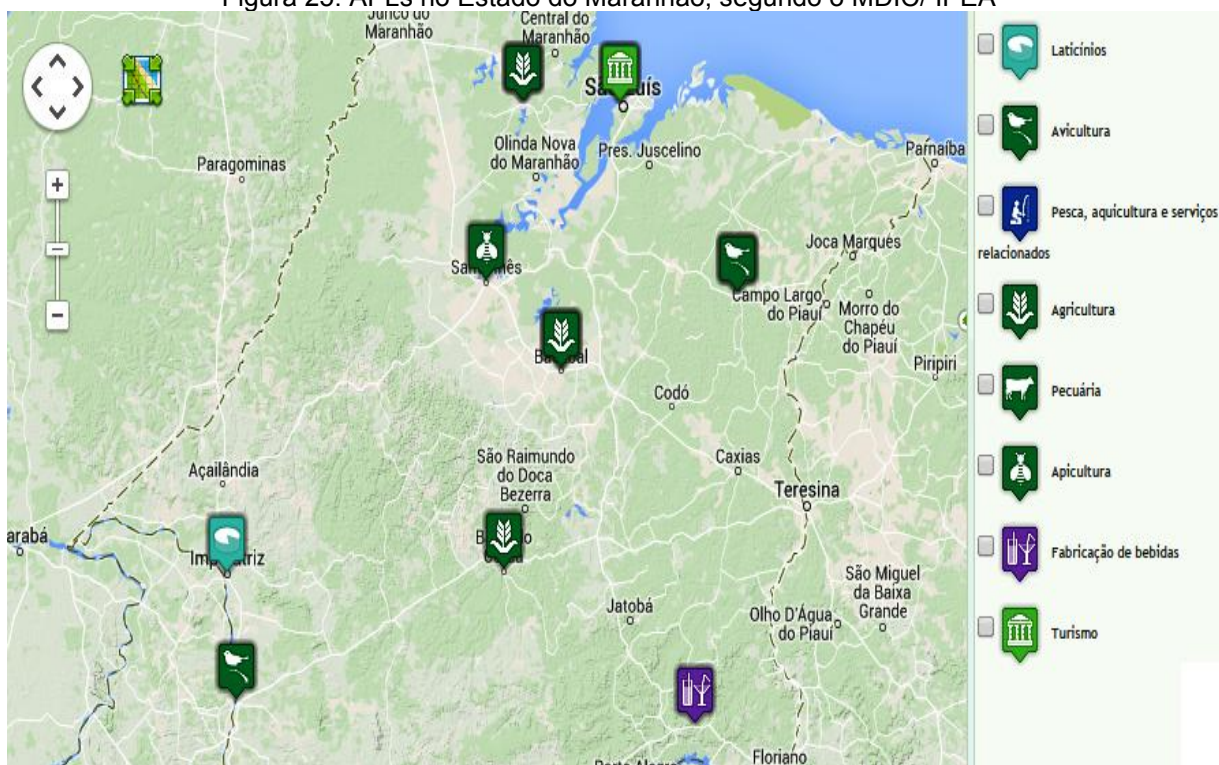 Figura 25: APLs no Estado do Maranhão, segundo o MDIC/ IPEA
Junco do
Maranhão
Central do
Maranhão
Olinda Nova
do Maranhão
Pres. Juscelino
Parnaíba
Paragominas
Joca Marques
Campo Largo
do Piauí
Morro do
Chapéu
do Piauí
Piripiri
Codó
Açailândia
São Raimundo
do Doca
Bezerra
Caxias
Teresina
São Miguel
da Baixa
Grande
Jatobá
Olho D'Água
do Piauí
Floriano
Laticínios
Avicultura
Pesca, aquicultura e serviços
relacionados
Agricultura
Pecuária
Apicultura
Fabricação de bebidas
Turismo